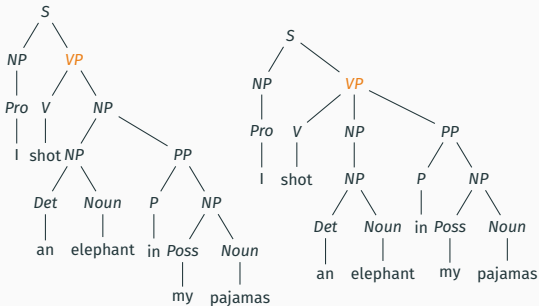 S
NP VP
Pro V NP
I shot NP PP
Det Noun P NP
an elephant in Poss Noun
my pajamas
S
NP VP
Pro V NP PP
I shot NP P NP
Det Noun in Poss Noun
an elephant my pajamas